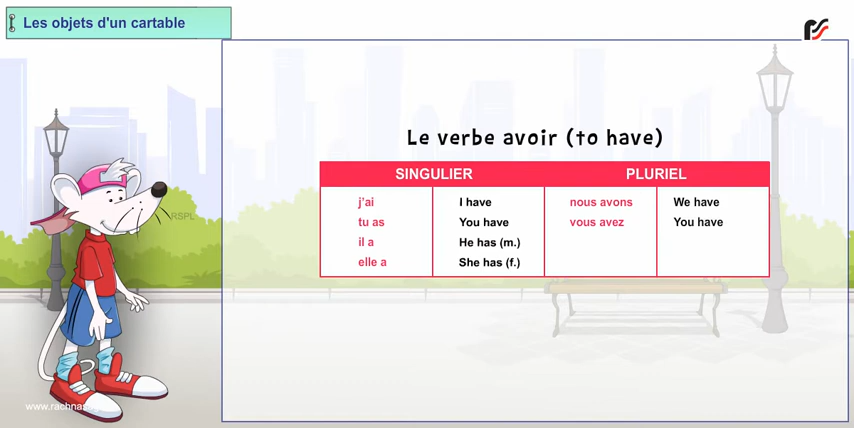 Les objets d'un cartable
Le verbe avoir (to have)
SINGULIER PLURIEL
j'ai I have nous avons We have
tu as You have vous avez You have
il a He has (m.)
elle a She has (f.)
RSPL